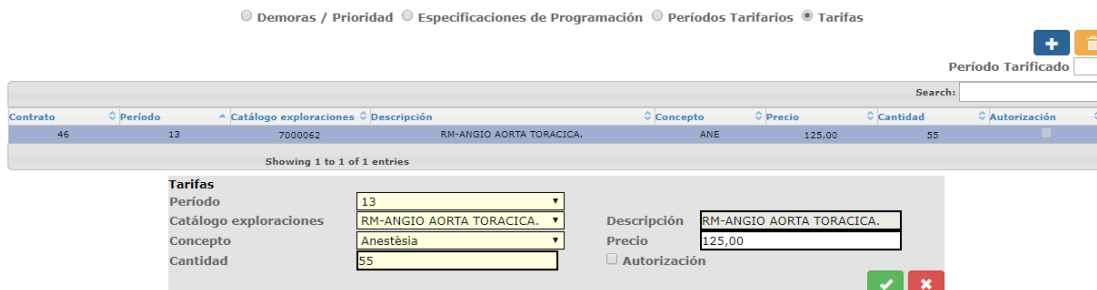 Demoras / Prioridad Especificaciones de Programación Períodos Tarifarios Tarifas
Período Tarificado
Search:
Contrato Período Catálogo exploraciones Descripción Concepto Precio Cantidad Autorización
46 13 7000062 RM-ANGIO AORTA TORACICA. ANE 125,00 55
Showing 1 to 1 of 1 entries
Tarifas
Período 13
Catálogo exploraciones RM-ANGIO AORTA TORACICA. Descripción RM-ANGIO AORTA TORACICA.
Concepto Anestèsia Precio 125,00
Cantidad 55 Autorización